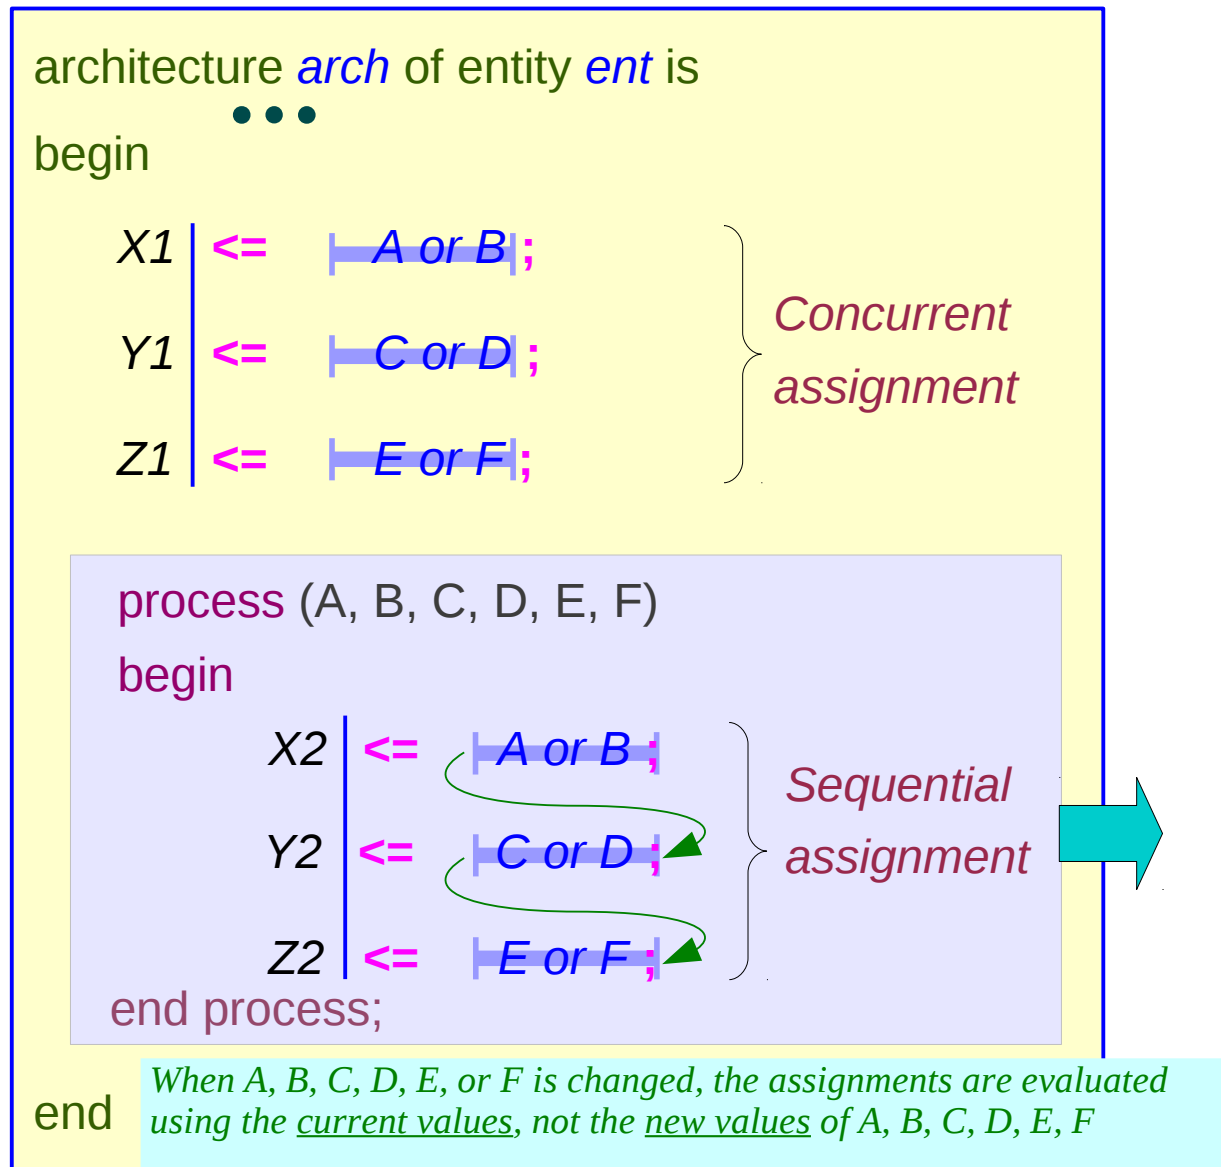 architecture arch of entity ent is
• • •
begin
X1 <= A or B ;
Y1 <= C or D ;
Z1 <= E or F ;
Concurrent
assignment
process (A, B, C, D, E, F)
begin
X2 <= A or B ;
Y2 <= C or D ;
Z2 <= E or F ;
Sequential
assignment
end process;
end
When A, B, C, D, E, or F is changed, the assignments are evaluated
using the current values, not the new values of A, B, C, D, E, F